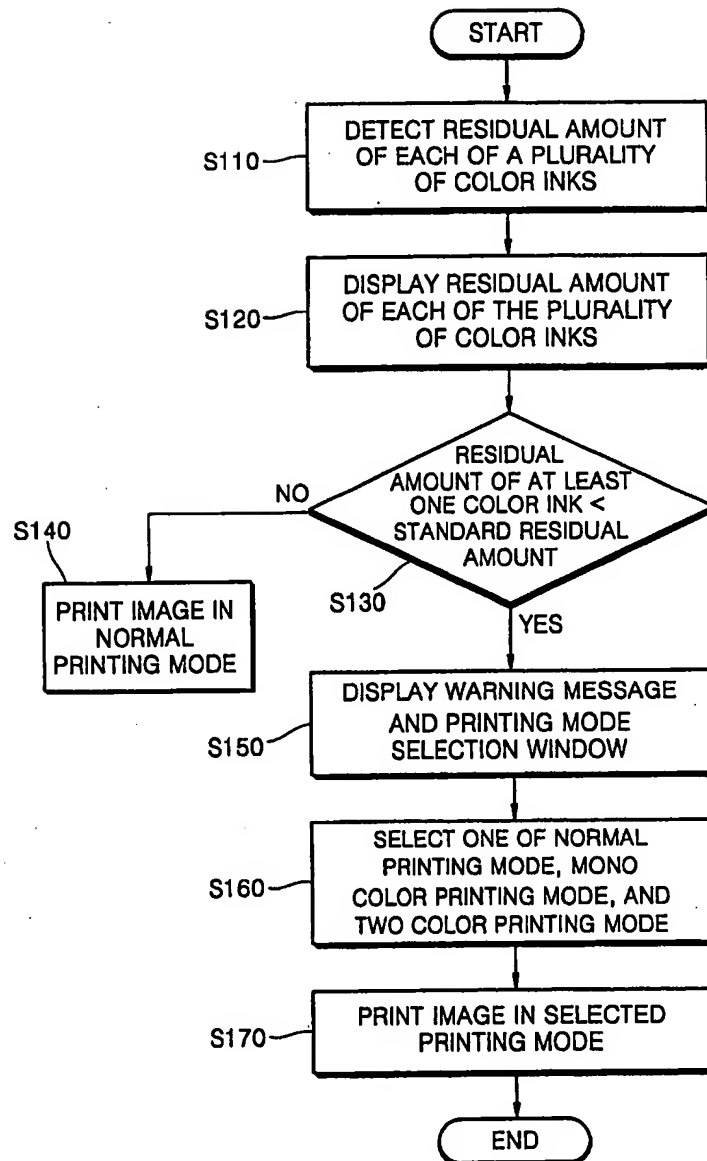 START
S110
DETECT RESIDUAL AMOUNT
OF EACH OF A PLURALITY
OF COLOR INKS
S120
DISPLAY RESIDUAL AMOUNT
OF EACH OF THE PLURALITY
OF COLOR INKS
RESIDUAL
AMOUNT OF AT LEAST
ONE COLOR INK <
STANDARD RESIDUAL
AMOUNT
S130
NO
S140
PRINT IMAGE IN
NORMAL
PRINTING MODE
YES
S150
DISPLAY WARNING MESSAGE
AND PRINTING MODE
SELECTION WINDOW
S160
SELECT ONE OF NORMAL
PRINTING MODE, MONO
COLOR PRINTING MODE, AND
TWO COLOR PRINTING MODE
S170
PRINT IMAGE IN SELECTED
PRINTING MODE
END